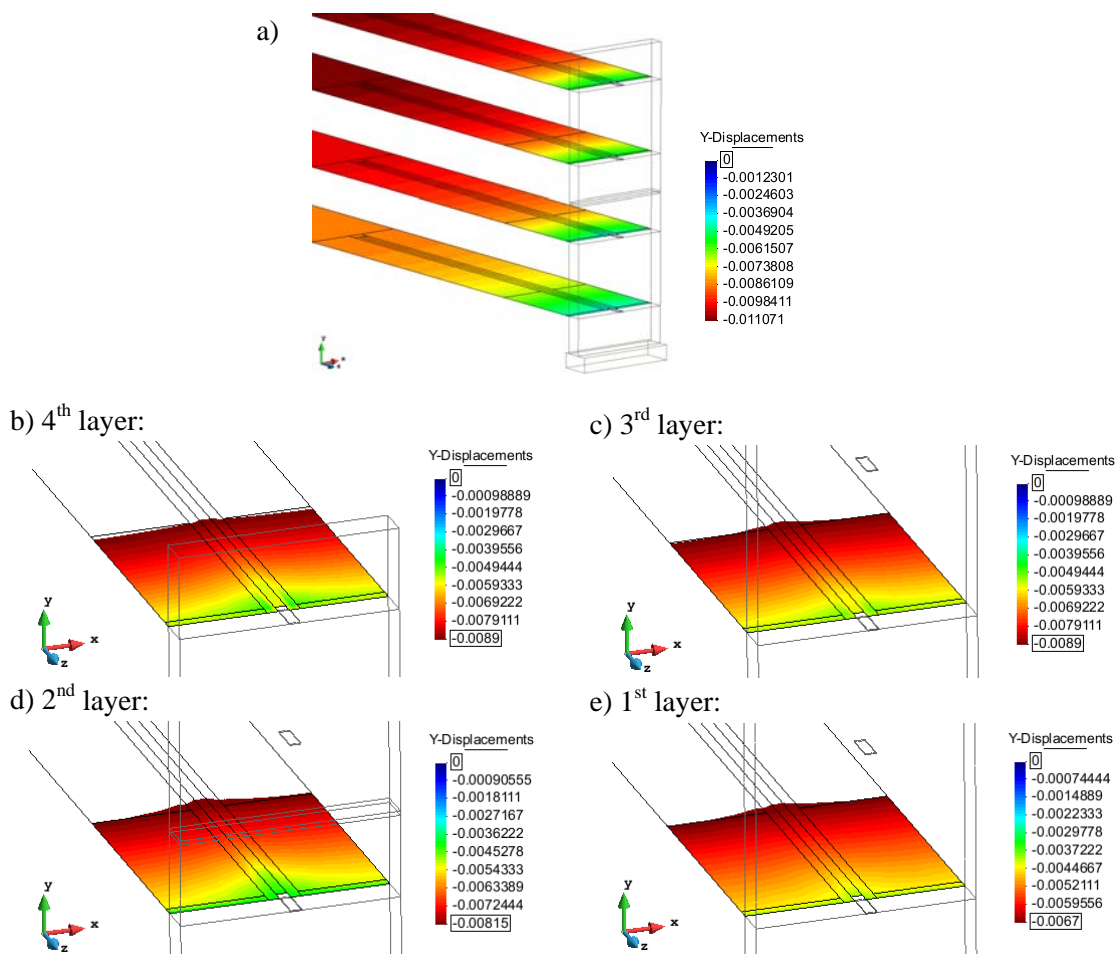 a)
Y-Displacements
0
-0.0012301
-0.0024603
-0.0036904
-0.0049205
-0.0061507
-0.0073808
-0.0086109
-0.0098411
-0.011071
y
x
b) 4th layer:
Y-Displacements
0
-0.00098889
-0.0019778
-0.0029667
-0.0039556
-0.0049444
-0.0059333
-0.0069222
-0.0079111
-0.0089
y
x
z
c) 3rd layer:
Y-Displacements
0
-0.00098889
-0.0019778
-0.0029667
-0.0039556
-0.0049444
-0.0059333
-0.0069222
-0.0079111
-0.0089
y
x
z
d) 2nd layer:
Y-Displacements
0
-0.00090555
-0.0018111
-0.0027167
-0.0036222
-0.0045278
-0.0054333
-0.0063389
-0.0072444
-0.00815
y
x
z
e) 1st layer:
Y-Displacements
0
-0.00074444
-0.0014889
-0.0022333
-0.0029778
-0.0037222
-0.0044667
-0.0052111
-0.0059556
-0.0067
y
x
z